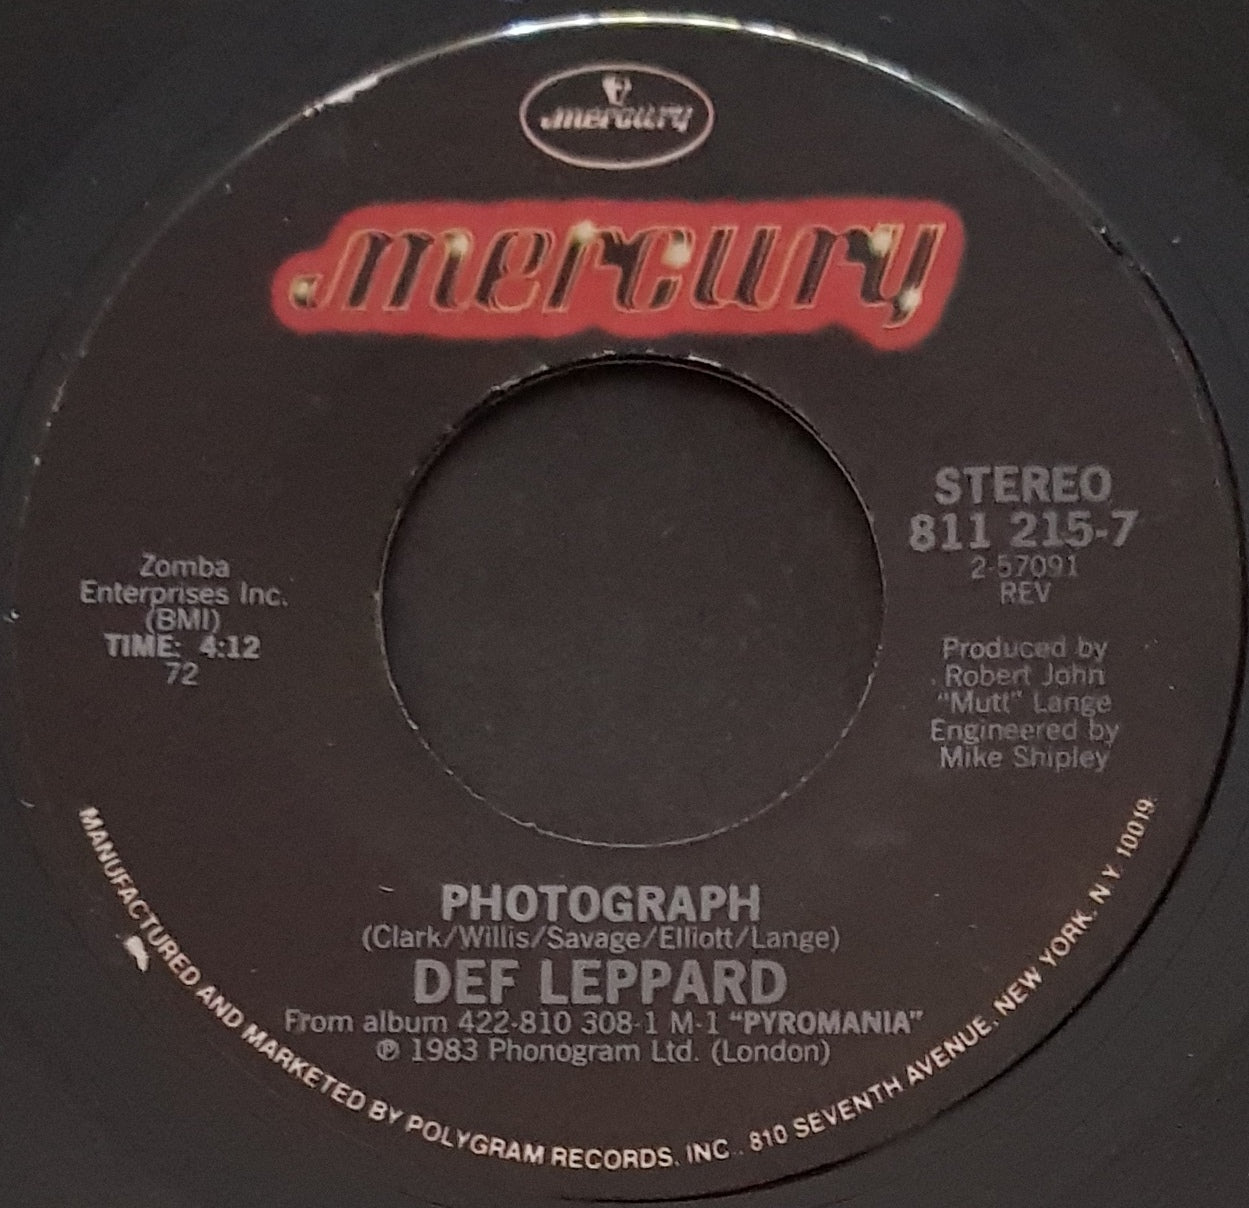 mercury
mercury
STEREO
811 215-7
2-57091
REV
Zomba
Enterprises Inc.
(BMI)
TIME: 4:12
72
Produced by
Robert John
"Mutt" Lange
Engineered by
Mike Shipley
PHOTOGRAPH
(Clark/Willis/Savage/Elliott/Lange)
DEF LEPPARD
From album 422-810 308-1 M-1 "PYROMANIA"
℗ 1983 Phonogram Ltd. (London)
MANUFACTURED AND MARKETED BY POLYGRAM RECORDS, INC., 810 SEVENTH AVENUE, NEW YORK, N.Y. 10019.